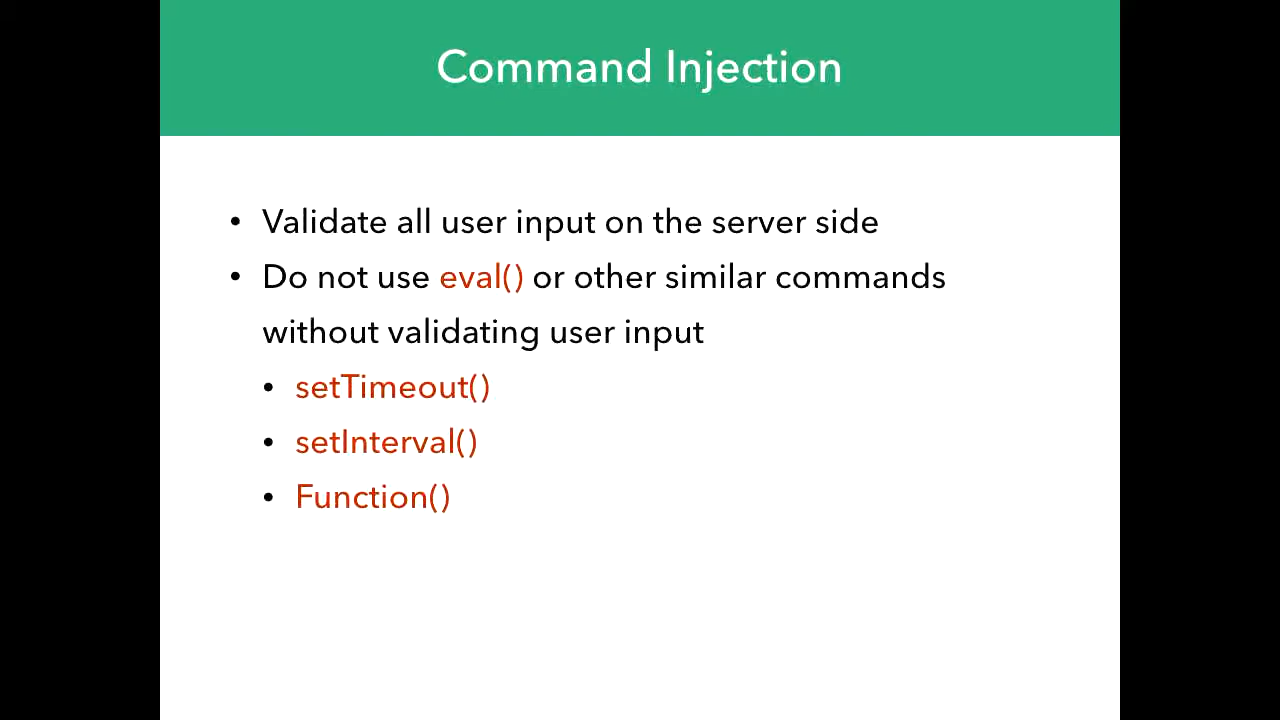 Command Injection
• Validate all user input on the server side
• Do not use eval() or other similar commands
without validating user input
• setTimeout()
• setInterval()
• Function()